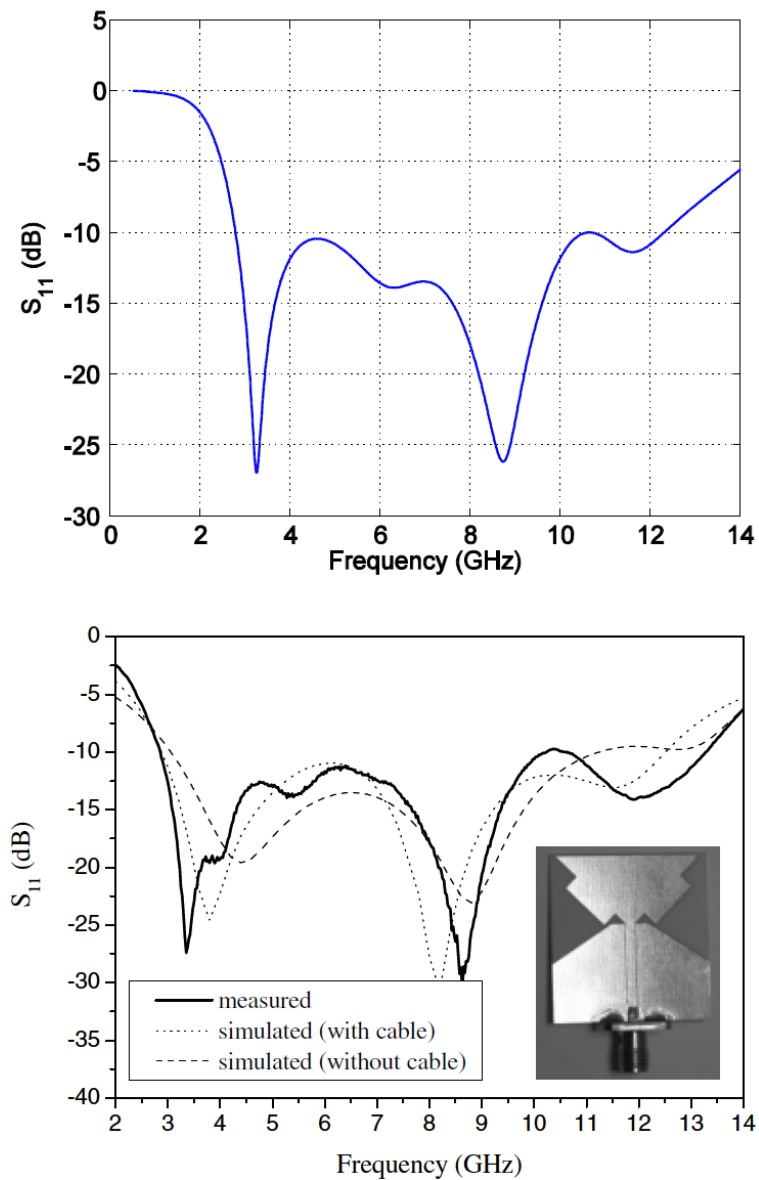 5
0
-5
-10
-15
-20
-25
-30
S11 (dB)
0 2 4 6 8 10 12 14
Frequency (GHz)
0
-5
-10
-15
-20
-25
-30
-35
-40
S11 (dB)
measured
simulated (with cable)
simulated (without cable)
2 3 4 5 6 7 8 9 10 11 12 13 14
Frequency (GHz)